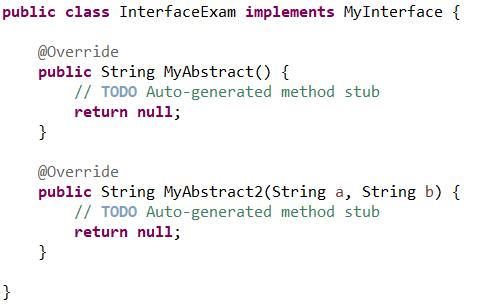 public class InterfaceExam implements MyInterface {
@Override
public String MyAbstract() {
// TODO Auto-generated method stub
return null;
}
@Override
public String MyAbstract2(String a, String b) {
// TODO Auto-generated method stub
return null;
}
}